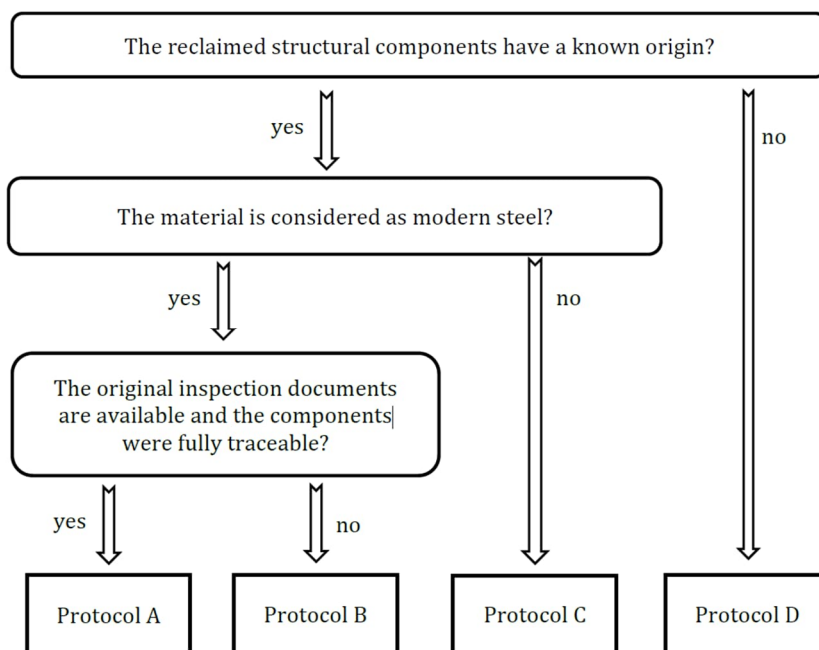 The reclaimed structural components have a known origin?
yes
no
The material is considered as modern steel?
yes
no
The original inspection documents
are available and the components
were fully traceable?
yes
no
Protocol A
Protocol B
Protocol C
Protocol D